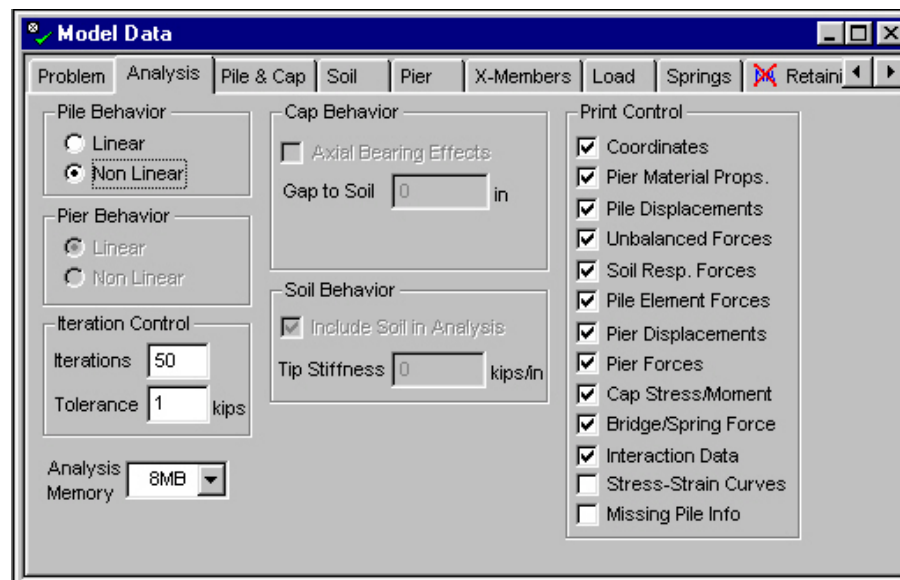 Model Data
Problem Analysis Pile & Cap Soil Pier X-Members Load Springs Retaini
Pile Behavior
Linear
Non Linear
Pier Behavior
Linear
Non Linear
Iteration Control
Iterations 50
Tolerance 1 kips
Analysis Memory 8MB
Cap Behavior
Axial Bearing Effects
Gap to Soil 0 in
Soil Behavior
Include Soil in Analysis
Tip Stiffness 0 kips/in
Print Control
Coordinates
Pier Material Props.
Pile Displacements
Unbalanced Forces
Soil Resp. Forces
Pile Element Forces
Pier Displacements
Pier Forces
Cap Stress/Moment
Bridge/Spring Force
Interaction Data
Stress-Strain Curves
Missing Pile Info